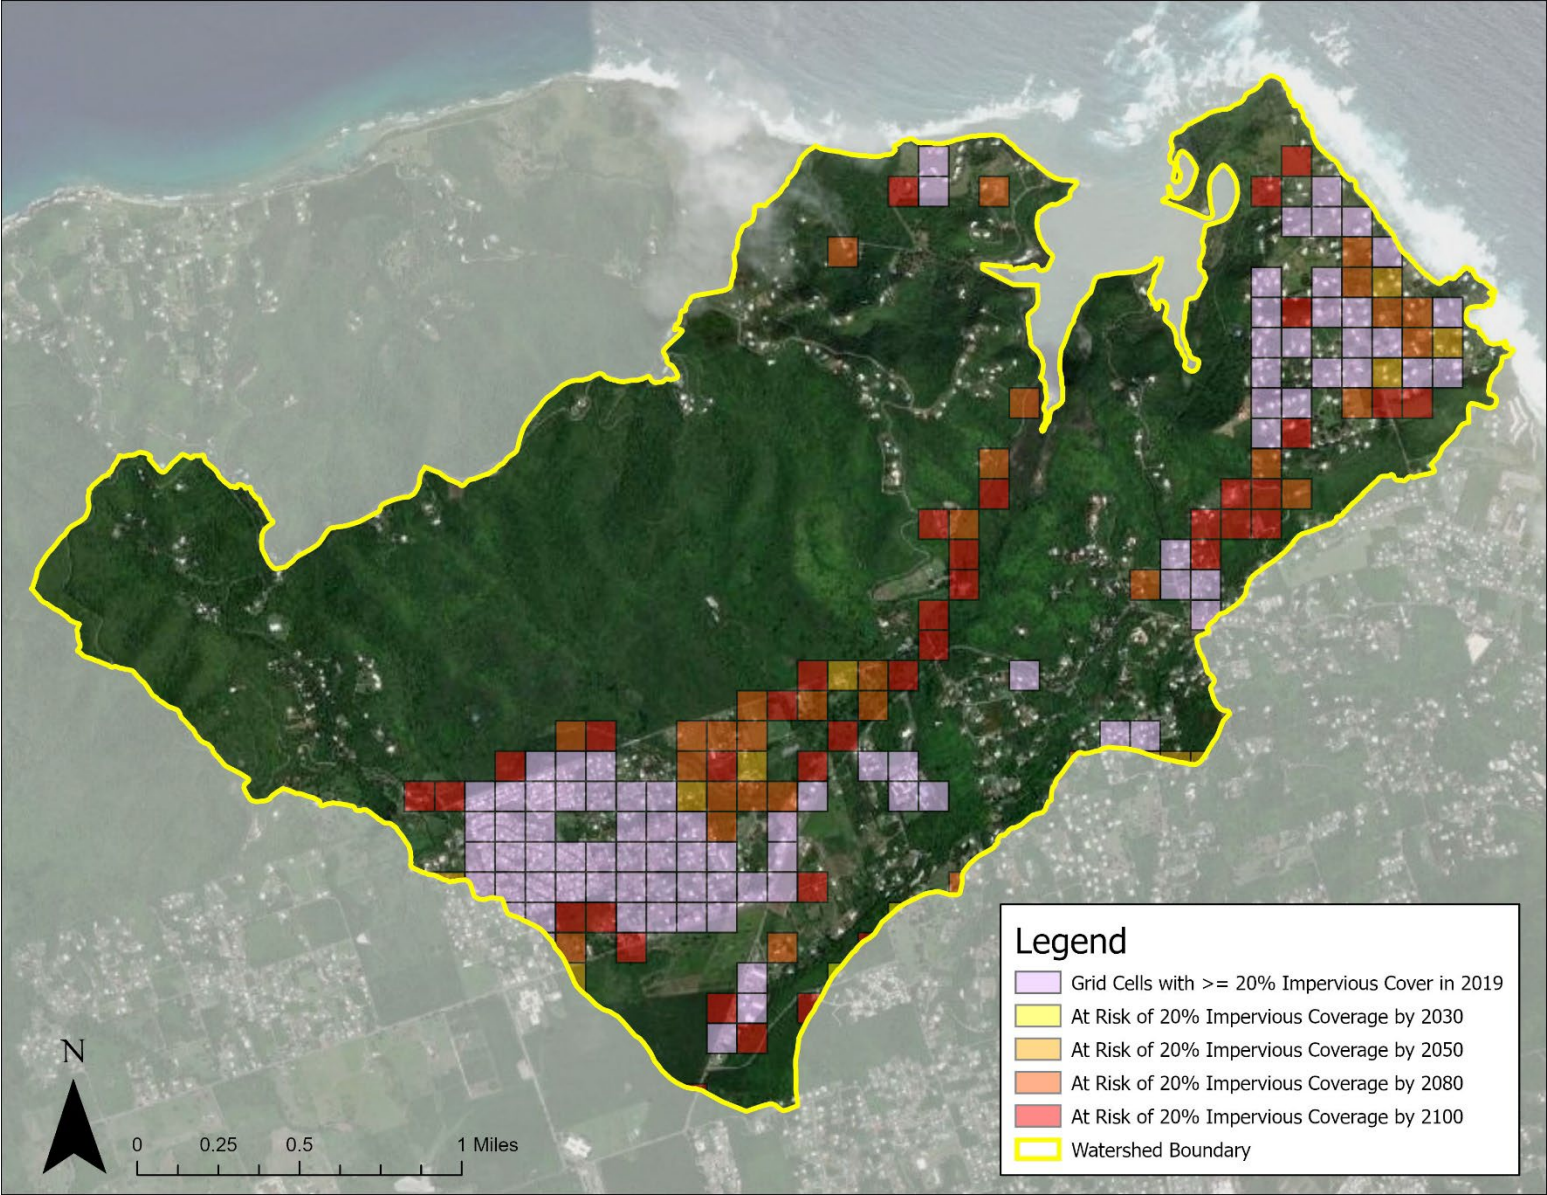 Legend
Grid Cells with >= 20% Impervious Cover in 2019
At Risk of 20% Impervious Coverage by 2030
At Risk of 20% Impervious Coverage by 2050
At Risk of 20% Impervious Coverage by 2080
At Risk of 20% Impervious Coverage by 2100
Watershed Boundary
N
0 0.25 0.5 1 Miles